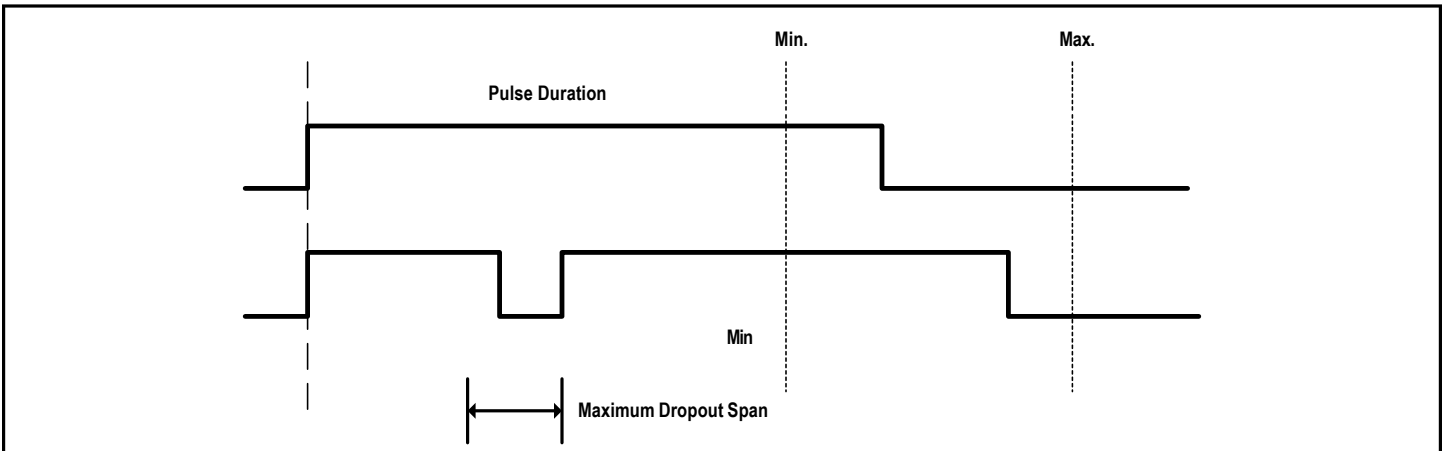 Min.
Max.
Pulse Duration
Min
Maximum Dropout Span